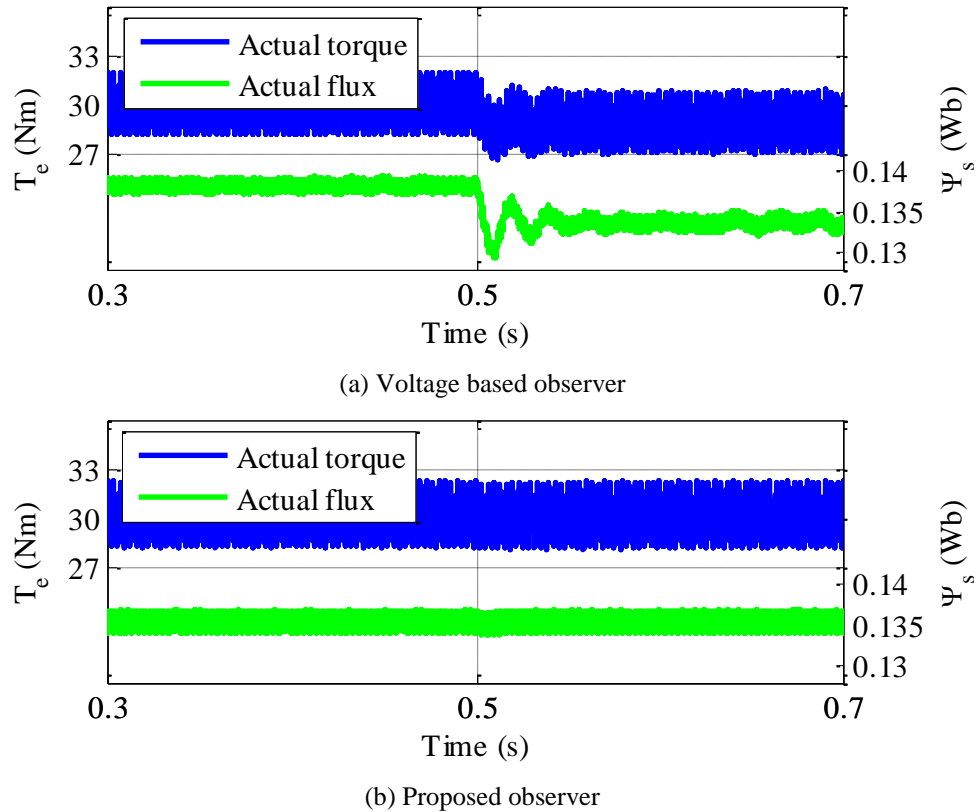 Actual torque
Actual flux
T_e (Nm)
33
30
27
Ψ_s (Wb)
0.14
0.135
0.13
0.3
0.5
0.7
Time (s)
(a) Voltage based observer
Actual torque
Actual flux
T_e (Nm)
33
30
27
Ψ_s (Wb)
0.14
0.135
0.13
0.3
0.5
0.7
Time (s)
(b) Proposed observer